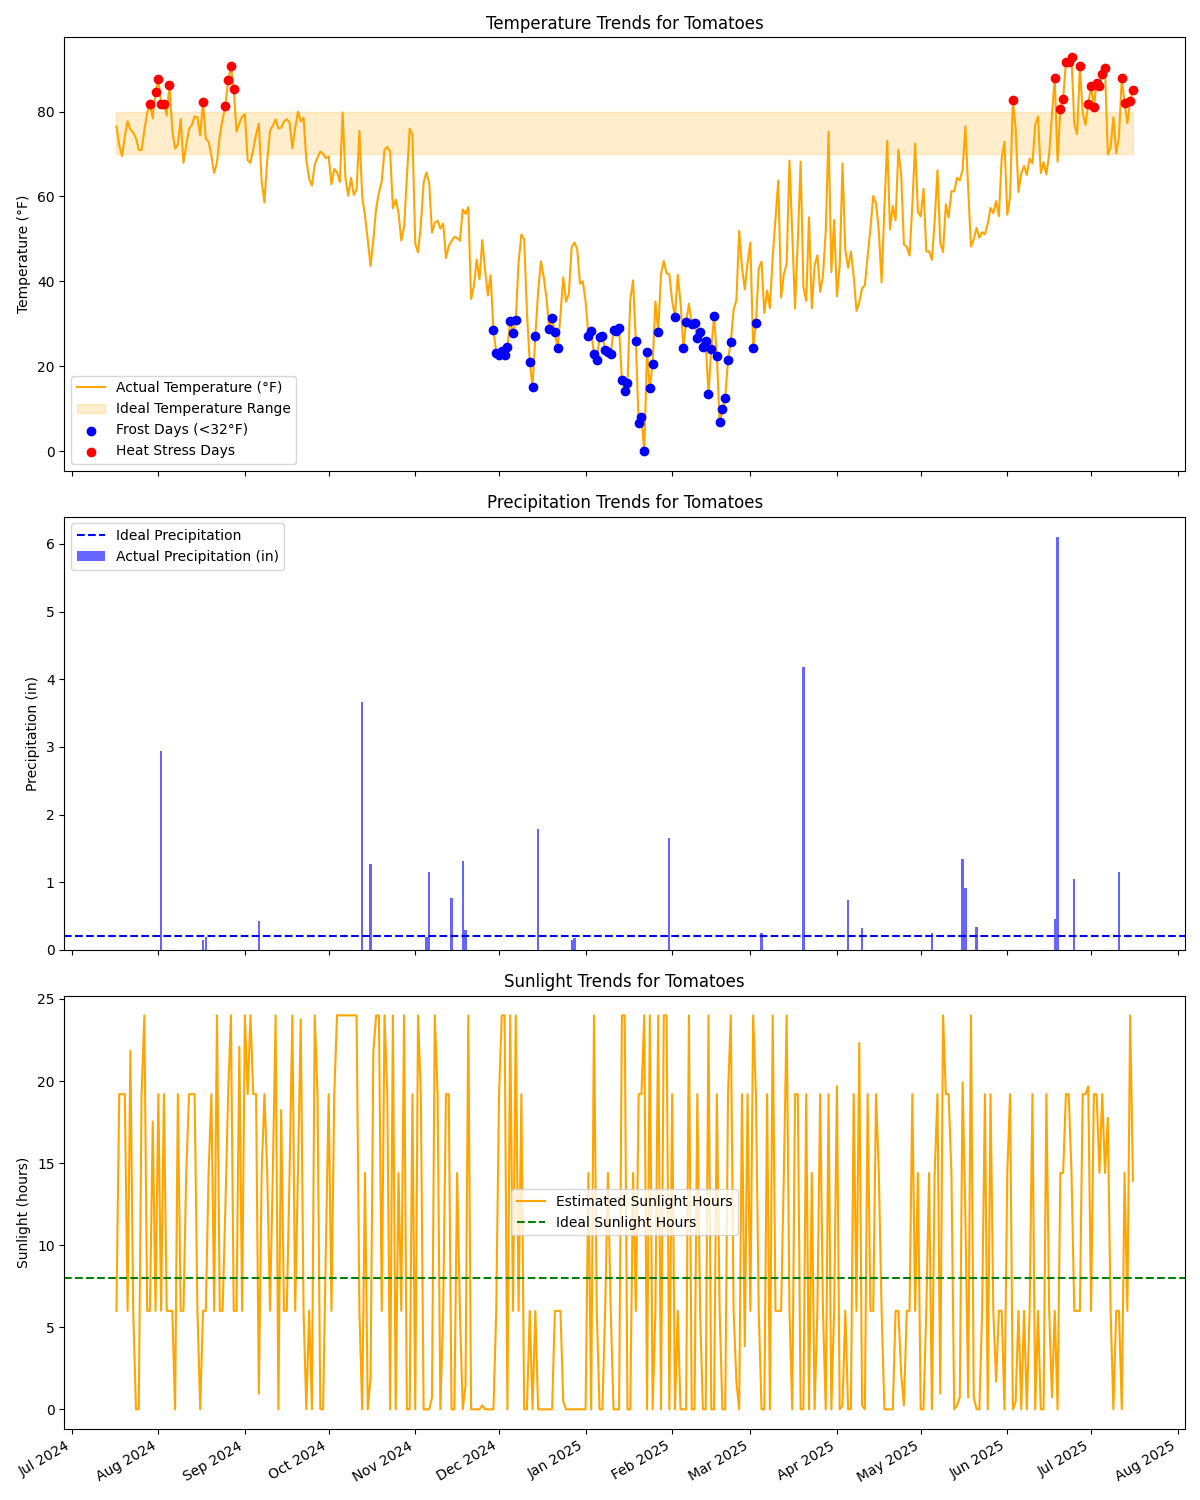 Temperature Trends for Tomatoes
Temperature (°F)
80
60
40
20
0
Actual Temperature (°F)
Ideal Temperature Range
Frost Days (<32°F)
Heat Stress Days
Precipitation Trends for Tomatoes
Precipitation (in)
6
5
4
3
2
1
0
Ideal Precipitation
Actual Precipitation (in)
Sunlight Trends for Tomatoes
Sunlight (hours)
25
20
15
10
5
0
Estimated Sunlight Hours
Ideal Sunlight Hours
Jul 2024
Aug 2024
Sep 2024
Oct 2024
Nov 2024
Dec 2024
Jan 2025
Feb 2025
Mar 2025
Apr 2025
May 2025
Jun 2025
Jul 2025
Aug 2025